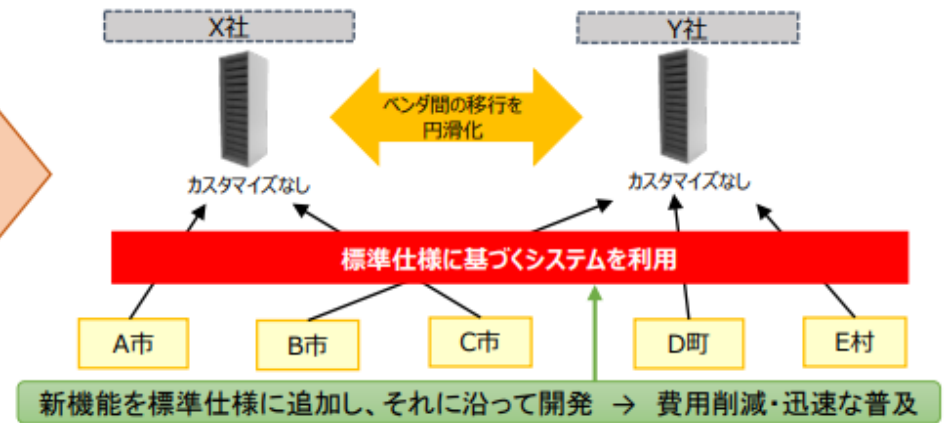 X社
Y社
ベンダ間の移行を
円滑化
カスタマイズなし
カスタマイズなし
標準仕様に基づくシステムを利用
A市
B市
C市
D町
E村
新機能を標準仕様に追加し、それに沿って開発 → 費用削減・迅速な普及